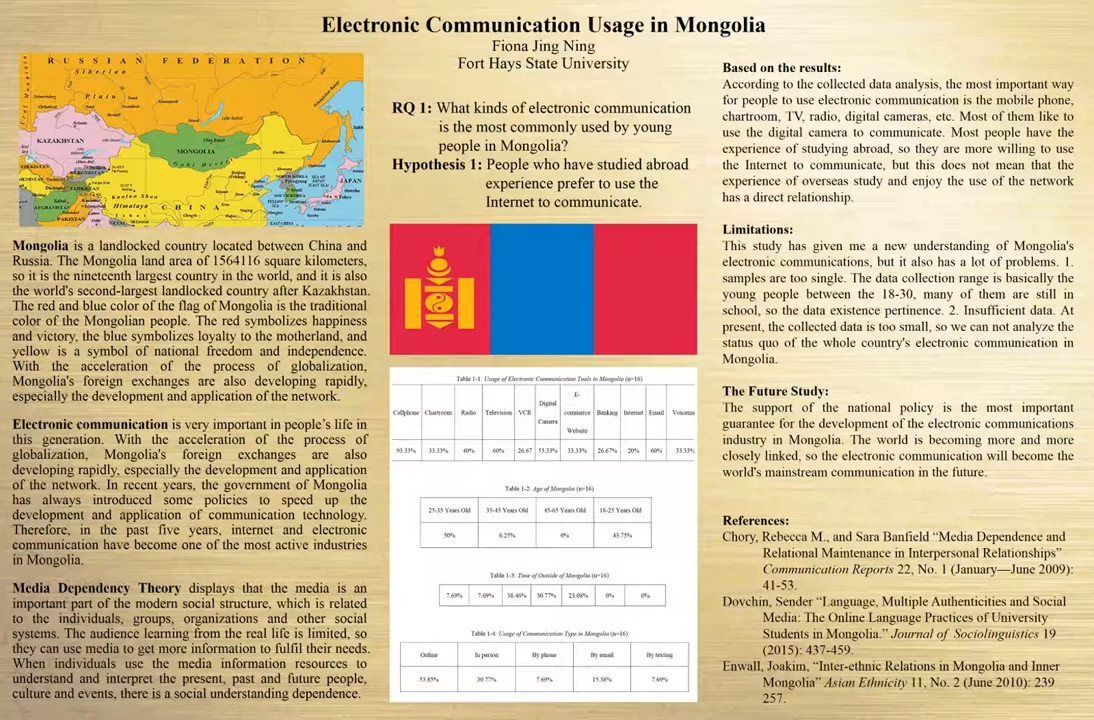 Electronic Communication Usage in Mongolia
Fiona Jing Ning
Fort Hays State University
RUSSIAN FEDERATION
Siberian
Plain
KAZAKHSTAN
MONGOLIA
Gobi Desert
CHINA
Himalaya
Kunlun Shan
Tibet
JAPAN
AFGHANISTAN
PAKISTAN
NEPAL
Mongolia is a landlocked country located between China and
Russia. The Mongolia land area of 1564116 square kilometers,
so it is the nineteenth largest country in the world, and it is also
the world's second-largest landlocked country after Kazakhstan.
The red and blue color of the flag of Mongolia is the traditional
color of the Mongolian people. The red symbolizes happiness
and victory, the blue symbolizes loyalty to the motherland, and
yellow is a symbol of national freedom and independence.
With the acceleration of the process of globalization,
Mongolia's foreign exchanges are also developing rapidly,
especially the development and application of the network.
Electronic communication is very important in people's life in
this generation. With the acceleration of the process of
globalization, Mongolia's foreign exchanges are also
developing rapidly, especially the development and application
of the network. In recent years, the government of Mongolia
has always introduced some policies to speed up the
development and application of communication technology.
Therefore, in the past five years, internet and electronic
communication have become one of the most active industries
in Mongolia.
Media Dependency Theory displays that the media is an
important part of the modern social structure, which is related
to the individuals, groups, organizations and other social
systems. The audience learning from the real life is limited, so
they can use media to get more information to fulfil their needs.
When individuals use the media information resources to
understand and interpret the present, past and future people,
culture and events, there is a social understanding dependence.
RQ 1: What kinds of electronic communication
is the most commonly used by young
people in Mongolia?
Hypothesis 1: People who have studied abroad
experience prefer to use the
Internet to communicate.
Table 1-1: Usage of Electronic Communication Tools in Mongolia (n=16)
Cellphone Chartroom Radio Television VCR Digital Camera E-commerce Website Banking Internet Email Voicema
93.33% 33.33% 40% 60% 26.67 53.33% 33.33% 26.67% 20% 60% 33.33%
Table 1-2: Age of Mongolia (n=16)
25-35 Years Old 35-45 Years Old 45-65 Years Old 18-25 Years Old
50% 6.25% 0% 43.75%
Table 1-3: Time of Outside of Mongolia (n=16)
7.69% 7.69% 38.46% 30.77% 23.08% 0% 0%
Table 1-4: Usage of Communication Type in Mongolia (n=16)
Online In person By phone By email By texting
53.85% 30.77% 7.69% 15.38% 7.69%
Based on the results:
According to the collected data analysis, the most important way
for people to use electronic communication is the mobile phone,
chartroom, TV, radio, digital cameras, etc. Most of them like to
use the digital camera to communicate. Most people have the
experience of studying abroad, so they are more willing to use
the Internet to communicate, but this does not mean that the
experience of overseas study and enjoy the use of the network
has a direct relationship.
Limitations:
This study has given me a new understanding of Mongolia's
electronic communications, but it also has a lot of problems. 1.
samples are too single. The data collection range is basically the
young people between the 18-30, many of them are still in
school, so the data existence pertinence. 2. Insufficient data. At
present, the collected data is too small, so we can not analyze the
status quo of the whole country's electronic communication in
Mongolia.
The Future Study:
The support of the national policy is the most important
guarantee for the development of the electronic communications
industry in Mongolia. The world is becoming more and more
closely linked, so the electronic communication will become the
world's mainstream communication in the future.
References:
Chory, Rebecca M., and Sara Banfield “Media Dependence and
Relational Maintenance in Interpersonal Relationships”
Communication Reports 22, No. 1 (January—June 2009):
41-53.
Dovchin, Sender “Language, Multiple Authenticities and Social
Media: The Online Language Practices of University
Students in Mongolia.” Journal of Sociolinguistics 19
(2015): 437-459.
Enwall, Joakim, “Inter-ethnic Relations in Mongolia and Inner
Mongolia” Asian Ethnicity 11, No. 2 (June 2010): 239
257.